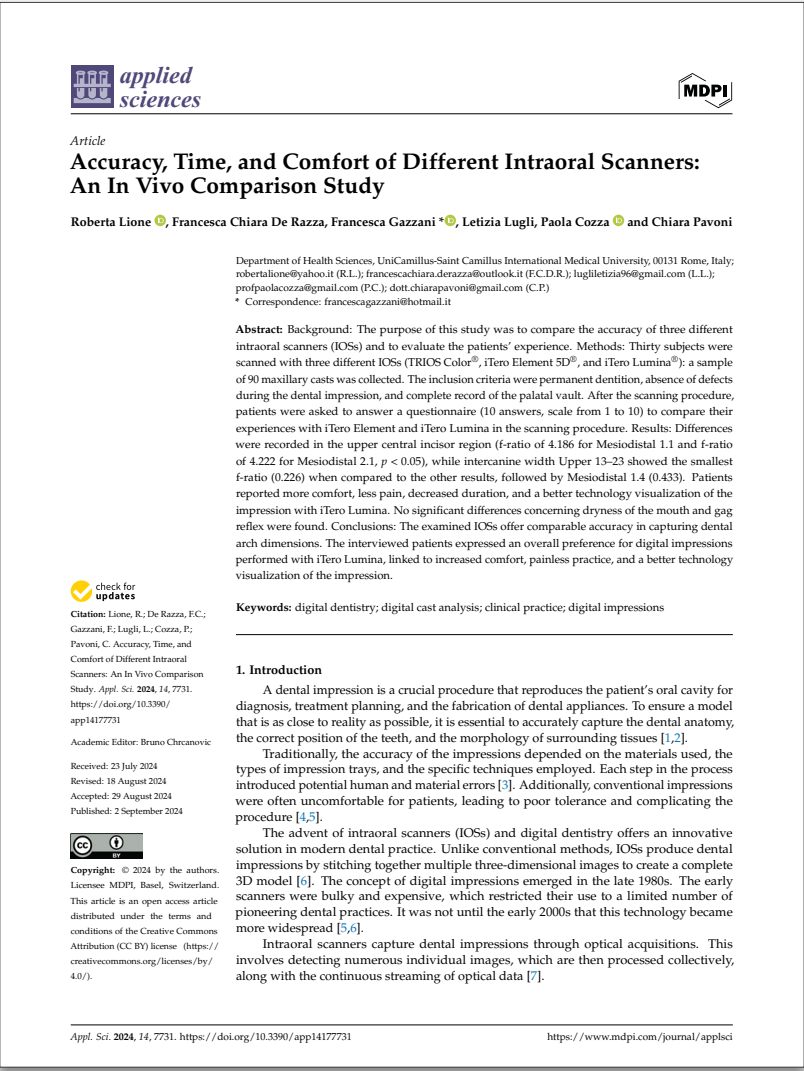 applied
sciences
MDPI
Article
Accuracy, Time, and Comfort of Different Intraoral Scanners:
An In Vivo Comparison Study
Roberta Lione iD, Francesca Chiara De Razza, Francesca Gazzani *iD, Letizia Lugli, Paola Cozza iD and Chiara Pavoni
Department of Health Sciences, UniCamillus-Saint Camillus International Medical University, 00131 Rome, Italy;
robertalione@yahoo.it (R.L.); francescachiara.derazza@outlook.it (F.C.D.R.); lugliletizia96@gmail.com (L.L.);
profpaolacozza@gmail.com (P.C.); dott.chiarapavoni@gmail.com (C.P.)
* Correspondence: francescagazzani@hotmail.it
Abstract: Background: The purpose of this study was to compare the accuracy of three different
intraoral scanners (IOSs) and to evaluate the patients' experience. Methods: Thirty subjects were
scanned with three different IOSs (TRIOS Color®, iTero Element 5D®, and iTero Lumina®): a sample
of 90 maxillary casts was collected. The inclusion criteria were permanent dentition, absence of defects
during the dental impression, and complete record of the palatal vault. After the scanning procedure,
patients were asked to answer a questionnaire (10 answers, scale from 1 to 10) to compare their
experiences with iTero Element and iTero Lumina in the scanning procedure. Results: Differences
were recorded in the upper central incisor region (f-ratio of 4.186 for Mesiodistal 1.1 and f-ratio
of 4.222 for Mesiodistal 2.1, p < 0.05), while intercanine width Upper 13–23 showed the smallest
f-ratio (0.226) when compared to the other results, followed by Mesiodistal 1.4 (0.433). Patients
reported more comfort, less pain, decreased duration, and a better technology visualization of the
impression with iTero Lumina. No significant differences concerning dryness of the mouth and gag
reflex were found. Conclusions: The examined IOSs offer comparable accuracy in capturing dental
arch dimensions. The interviewed patients expressed an overall preference for digital impressions
performed with iTero Lumina, linked to increased comfort, painless practice, and a better technology
visualization of the impression.
Keywords: digital dentistry; digital cast analysis; clinical practice; digital impressions
check for
updates
Citation: Lione, R.; De Razza, F.C.;
Gazzani, F.; Lugli, L.; Cozza, P.;
Pavoni, C. Accuracy, Time, and
Comfort of Different Intraoral
Scanners: An In Vivo Comparison
Study. Appl. Sci. 2024, 14, 7731.
https://doi.org/10.3390/
app14177731
Academic Editor: Bruno Chrcanovic
Received: 23 July 2024
Revised: 18 August 2024
Accepted: 29 August 2024
Published: 2 September 2024
cc
BY
Copyright: © 2024 by the authors.
Licensee MDPI, Basel, Switzerland.
This article is an open access article
distributed under the terms and
conditions of the Creative Commons
Attribution (CC BY) license (https://
creativecommons.org/licenses/by/
4.0/).
1. Introduction
A dental impression is a crucial procedure that reproduces the patient's oral cavity for
diagnosis, treatment planning, and the fabrication of dental appliances. To ensure a model
that is as close to reality as possible, it is essential to accurately capture the dental anatomy,
the correct position of the teeth, and the morphology of surrounding tissues [1,2].
Traditionally, the accuracy of the impressions depended on the materials used, the
types of impression trays, and the specific techniques employed. Each step in the process
introduced potential human and material errors [3]. Additionally, conventional impressions
were often uncomfortable for patients, leading to poor tolerance and complicating the
procedure [4,5].
The advent of intraoral scanners (IOSs) and digital dentistry offers an innovative
solution in modern dental practice. Unlike conventional methods, IOSs produce dental
impressions by stitching together multiple three-dimensional images to create a complete
3D model [6]. The concept of digital impressions emerged in the late 1980s. The early
scanners were bulky and expensive, which restricted their use to a limited number of
pioneering dental practices. It was not until the early 2000s that this technology became
more widespread [5,6].
Intraoral scanners capture dental impressions through optical acquisitions. This
involves detecting numerous individual images, which are then processed collectively,
along with the continuous streaming of optical data [7].
Appl. Sci. 2024, 14, 7731. https://doi.org/10.3390/app14177731
https://www.mdpi.com/journal/applsci